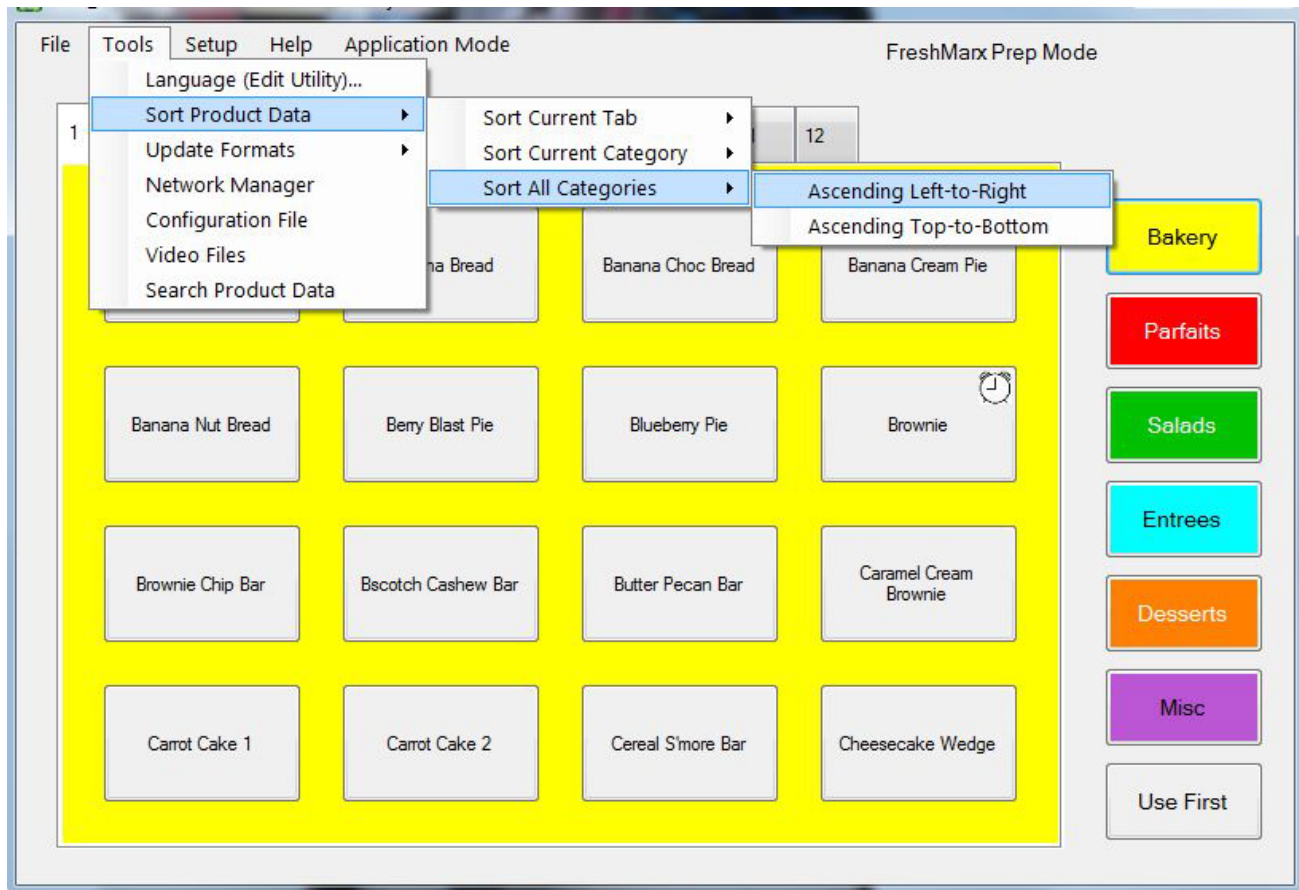 File Tools Setup Help Application Mode
FreshMarx Prep Mode
Language (Edit Utility)...
Sort Product Data
Update Formats
Network Manager
Configuration File
Video Files
Search Product Data
Sort Current Tab
Sort Current Category
Sort All Categories
Ascending Left-to-Right
Ascending Top-to-Bottom
1
12
Bread
Banana Choc Bread
Banana Cream Pie
Banana Nut Bread
Berry Blast Pie
Blueberry Pie
Brownie
Brownie Chip Bar
Bscotch Cashew Bar
Butter Pecan Bar
Caramel Cream
Brownie
Carrot Cake 1
Carrot Cake 2
Cereal S'more Bar
Cheesecake Wedge
Bakery
Parfaits
Salads
Entrees
Desserts
Misc
Use First